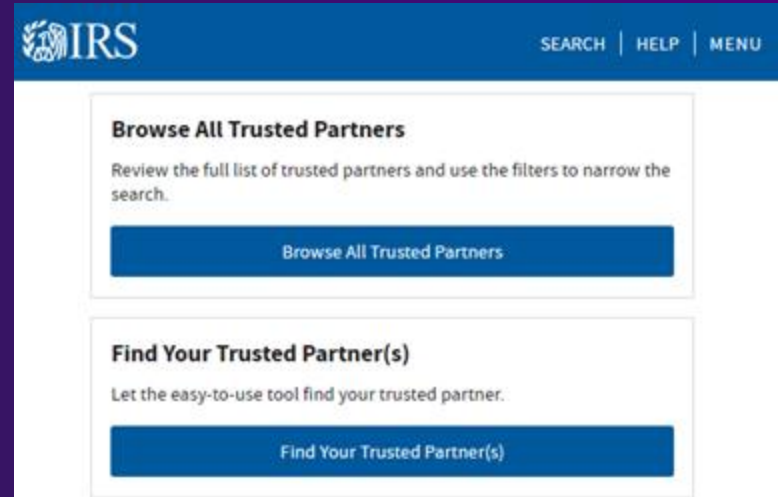 IRS
SEARCH | HELP | MENU
Browse All Trusted Partners
Review the full list of trusted partners and use the filters to narrow the
search.
Browse All Trusted Partners
Find Your Trusted Partner(s)
Let the easy-to-use tool find your trusted partner.
Find Your Trusted Partner(s)